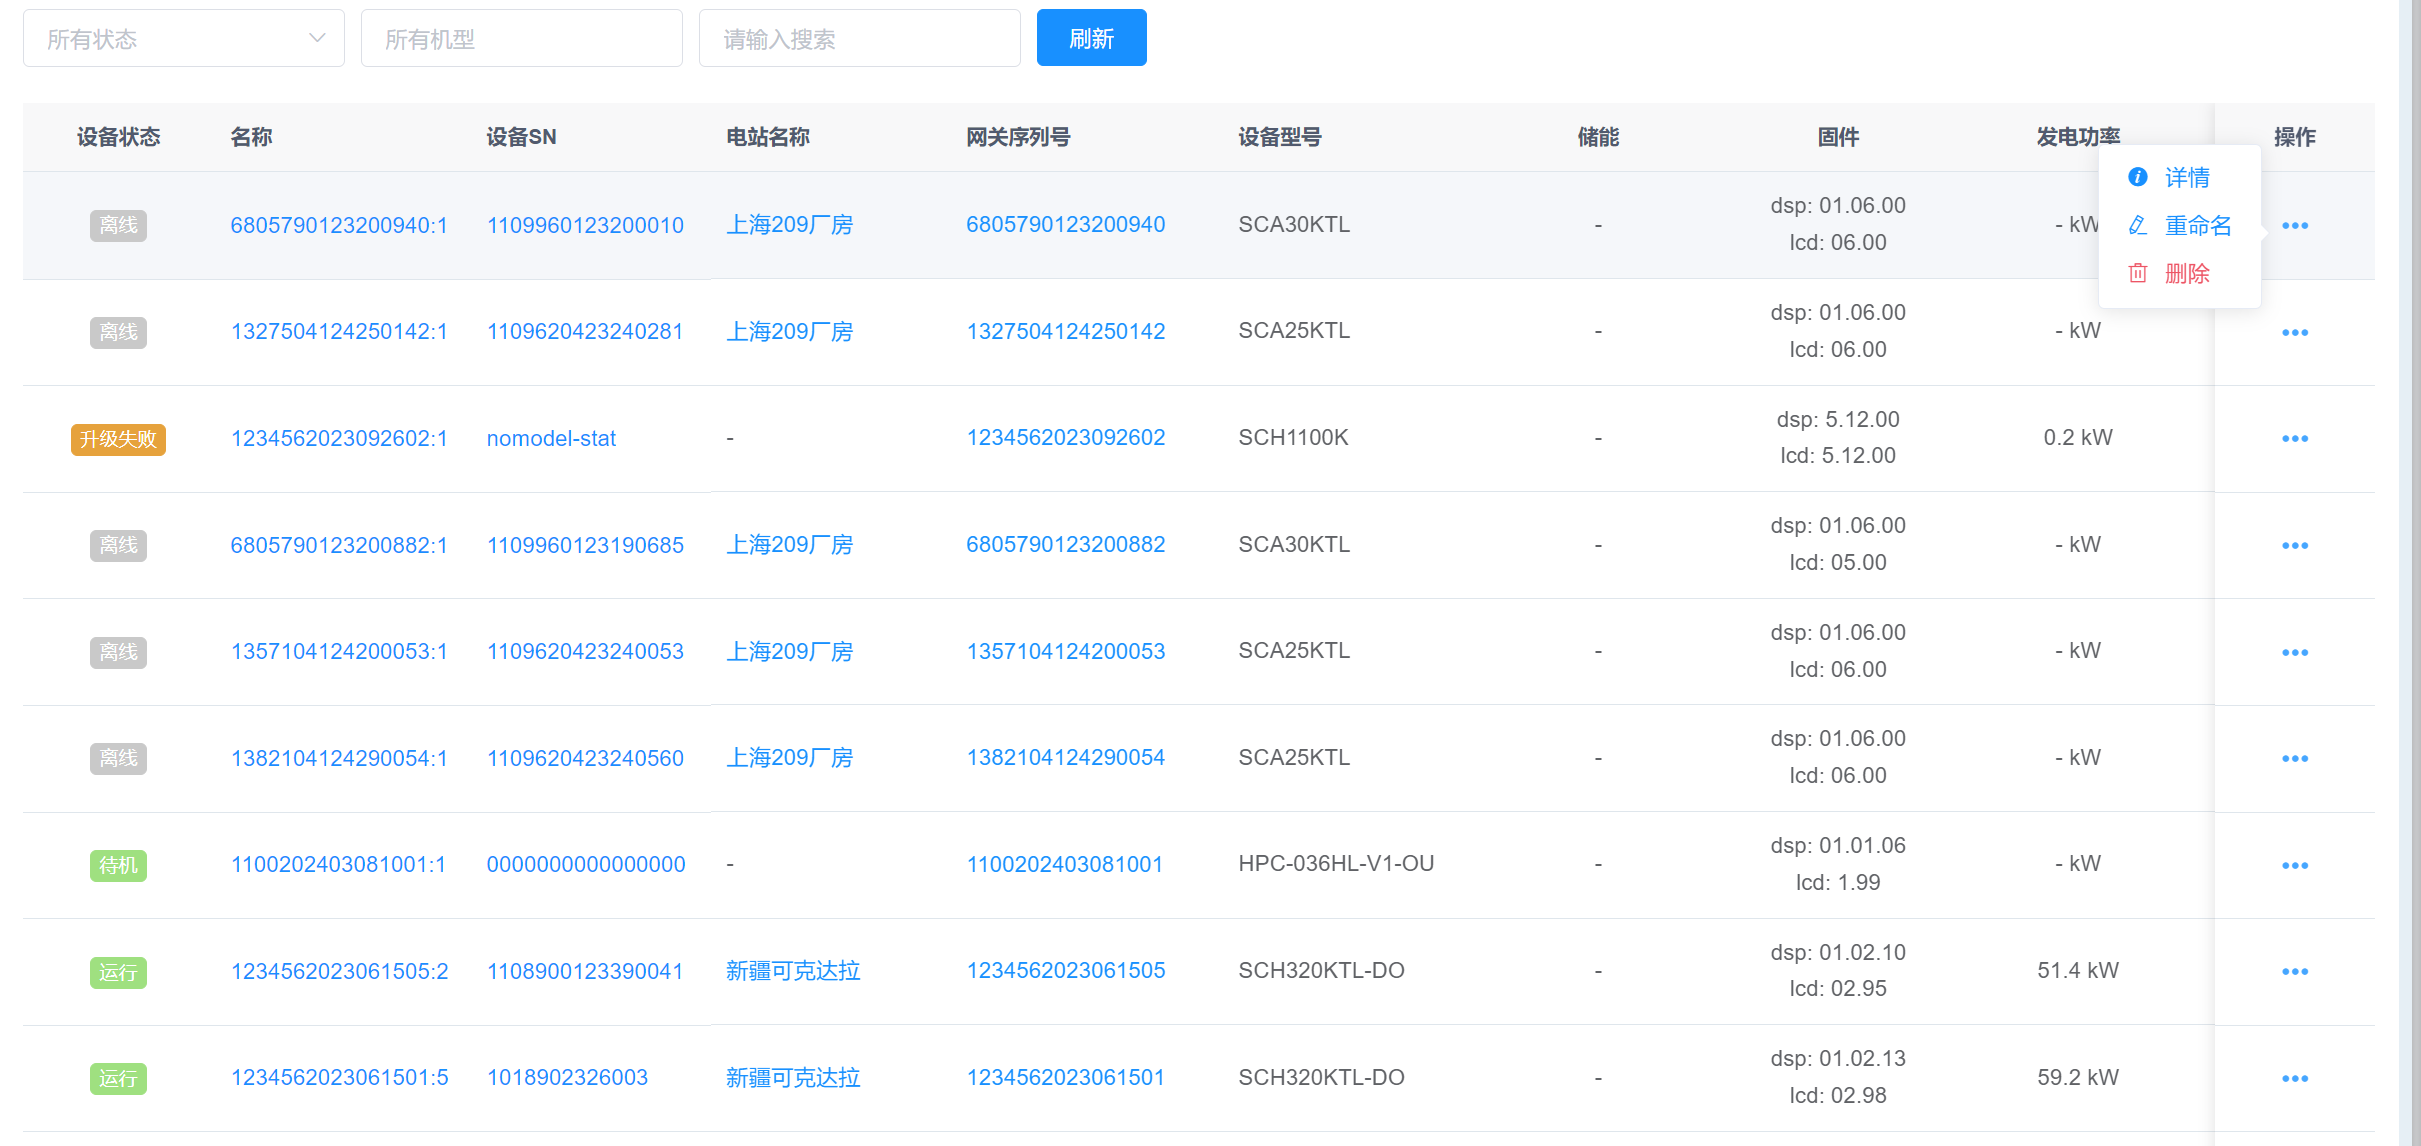 所有状态 所有机型 请输入搜索 刷新
设备状态 名称 设备SN 电站名称 网关序列号 设备型号 储能 固件 发电功率 操作
离线 6805790123200940:1 1109960123200010 上海209厂房 6805790123200940 SCA30KTL - dsp: 01.06.00 - kW
lcd: 06.00
详情
重命名
删除
离线 1327504124250142:1 1109620423240281 上海209厂房 1327504124250142 SCA25KTL - dsp: 01.06.00 - kW
lcd: 06.00
升级失败 1234562023092602:1 nomodel-stat - 1234562023092602 SCH1100K - dsp: 5.12.00 0.2 kW
lcd: 5.12.00
离线 6805790123200882:1 1109960123190685 上海209厂房 6805790123200882 SCA30KTL - dsp: 01.06.00 - kW
lcd: 05.00
离线 1357104124200053:1 1109620423240053 上海209厂房 1357104124200053 SCA25KTL - dsp: 01.06.00 - kW
lcd: 06.00
离线 1382104124290054:1 1109620423240560 上海209厂房 1382104124290054 SCA25KTL - dsp: 01.06.00 - kW
lcd: 06.00
待机 1100202403081001:1 0000000000000000 - 1100202403081001 HPC-036HL-V1-OU - dsp: 01.01.06 - kW
lcd: 1.99
运行 1234562023061505:2 1108900123390041 新疆可克达拉 1234562023061505 SCH320KTL-DO - dsp: 01.02.10 51.4 kW
lcd: 02.95
运行 1234562023061501:5 1018902326003 新疆可克达拉 1234562023061501 SCH320KTL-DO - dsp: 01.02.13 59.2 kW
lcd: 02.98